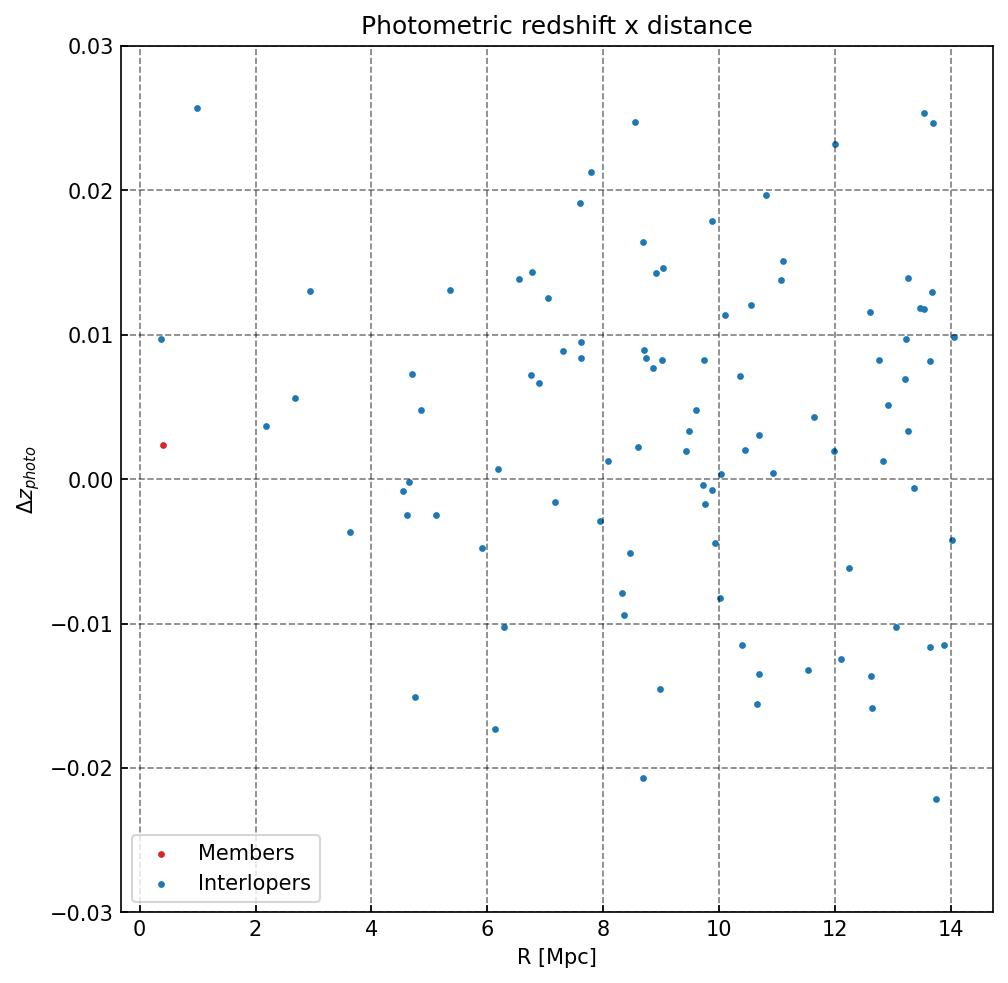 Photometric redshift x distance
0.03
0.02
0.01
0.00
−0.01
−0.02
−0.03
Δz_photo
Members
Interlopers
0 2 4 6 8 10 12 14
R [Mpc]